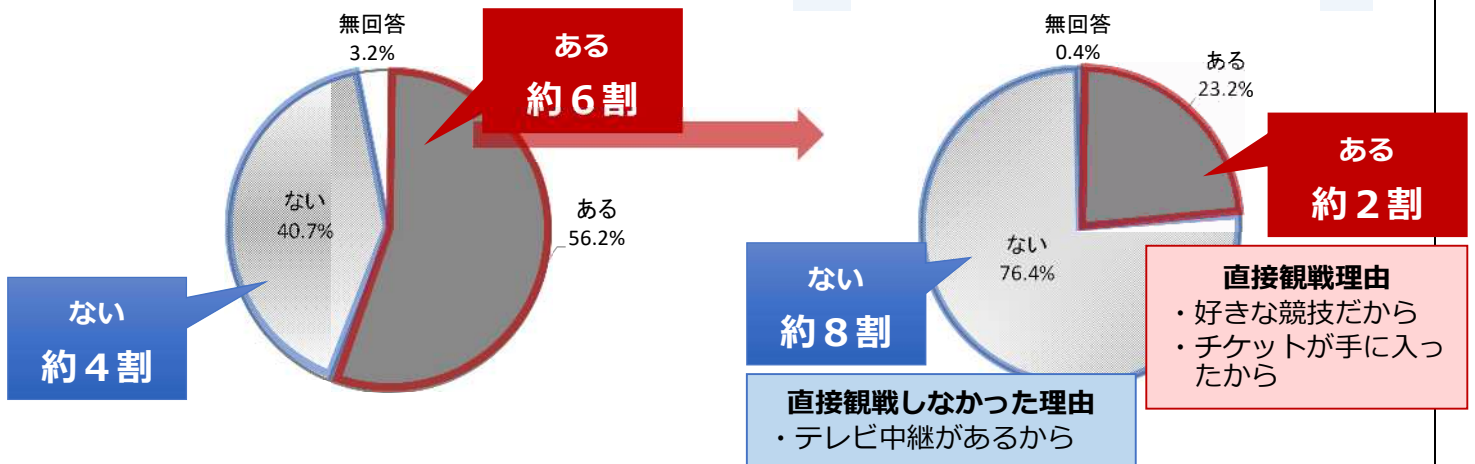 無回答
3.2%
ある
約６割
ない
40.7%
ある
56.2%
ない
約４割
無回答
0.4%
ある
23.2%
ある
約２割
ない
76.4%
ない
約８割
直接観戦理由
・好きな競技だから
・チケットが手に入っ
たから
直接観戦しなかった理由
・テレビ中継があるから